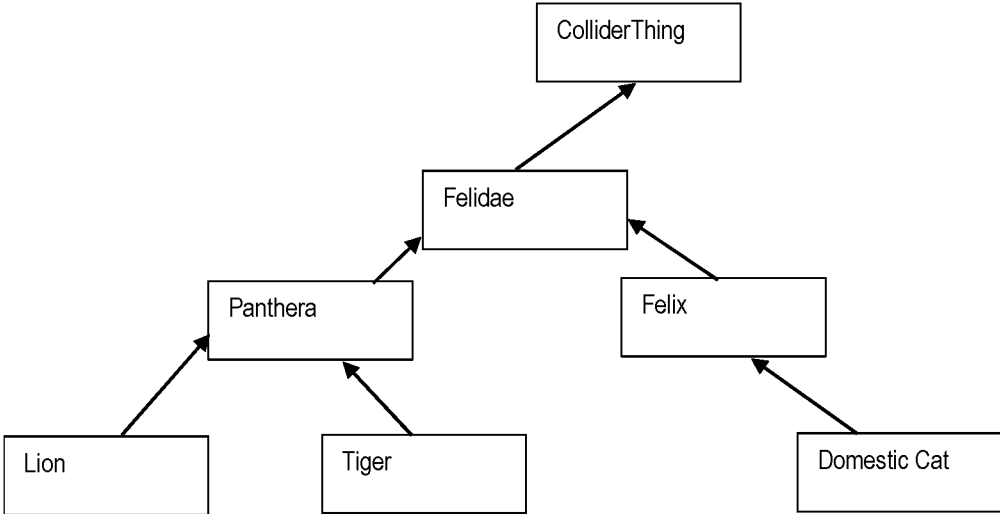 ColliderThing
Felidae
Panthera
Felix
Lion
Tiger
Domestic Cat